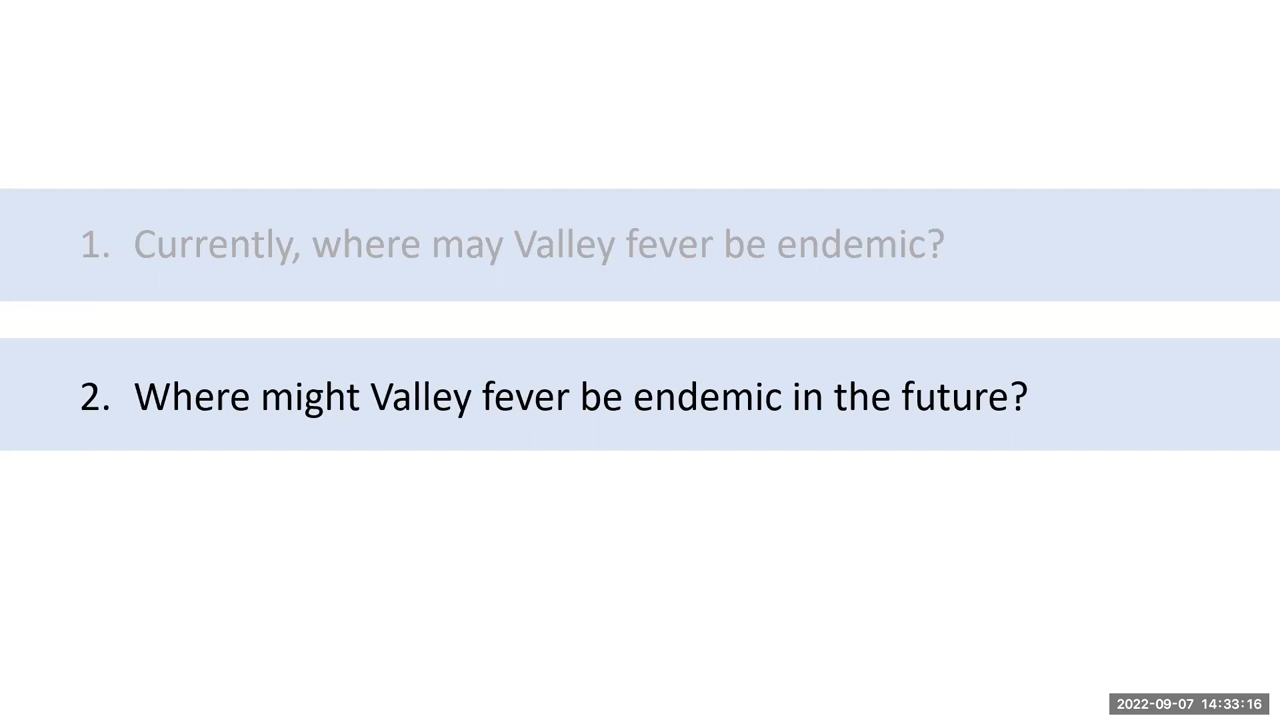 1. Currently, where may Valley fever be endemic?
2. Where might Valley fever be endemic in the future?
2022-09-07 14:33:16